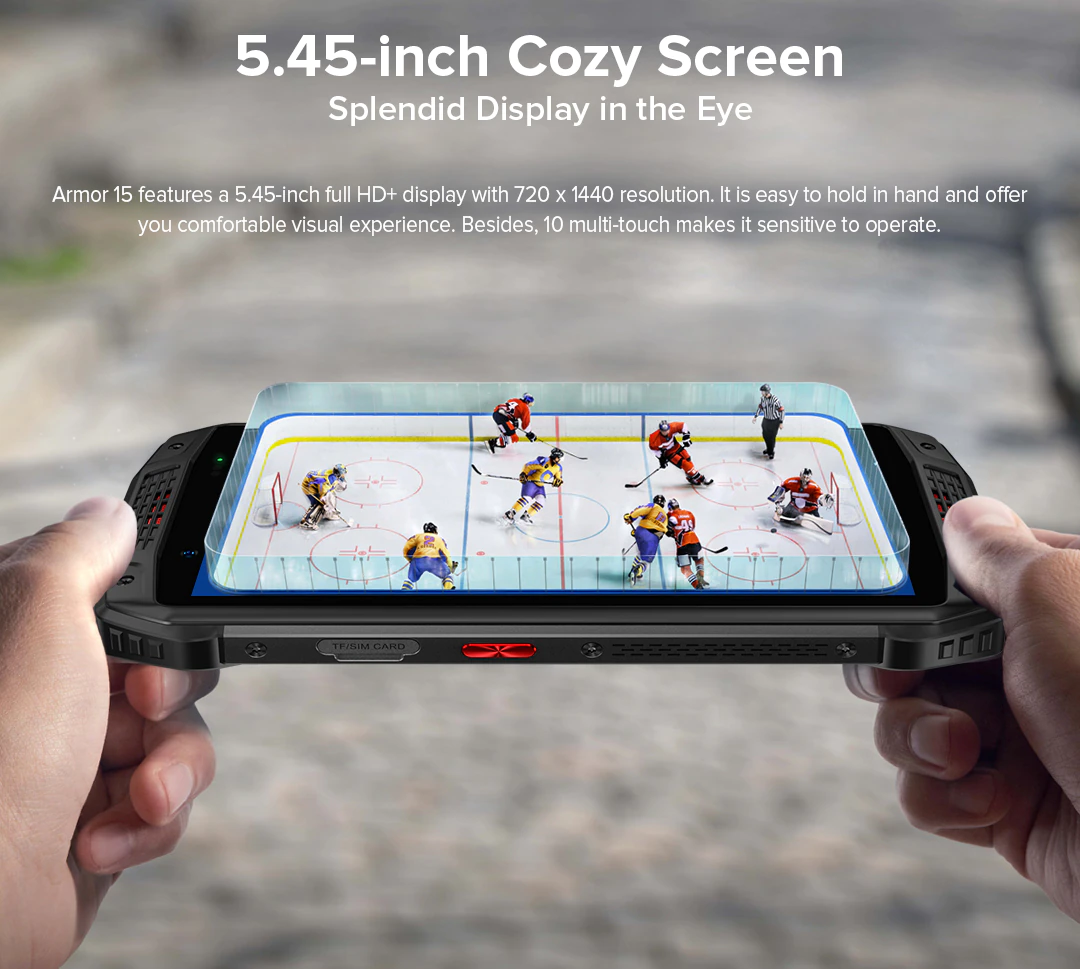 5.45-inch Cozy Screen
Splendid Display in the Eye
Armor 15 features a 5.45-inch full HD+ display with 720 x 1440 resolution. It is easy to hold in hand and offer
you comfortable visual experience. Besides, 10 multi-touch makes it sensitive to operate.
2
TF/SIM CARD